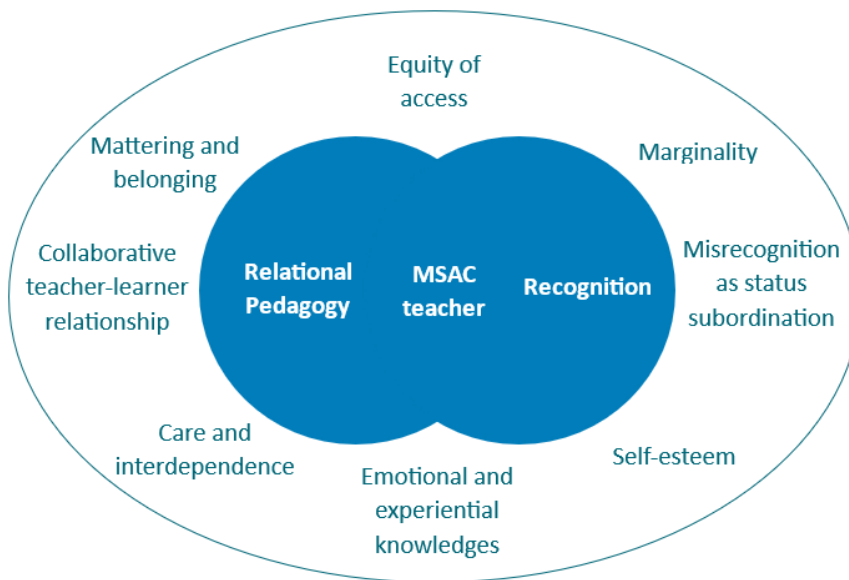 Equity of
access
Mattering and
belonging
Marginality
Collaborative
teacher-learner
relationship
Relational
Pedagogy
MSAC
teacher
Recognition
Misrecognition
as status
subordination
Care and
interdependence
Emotional and
experiential
knowledges
Self-esteem